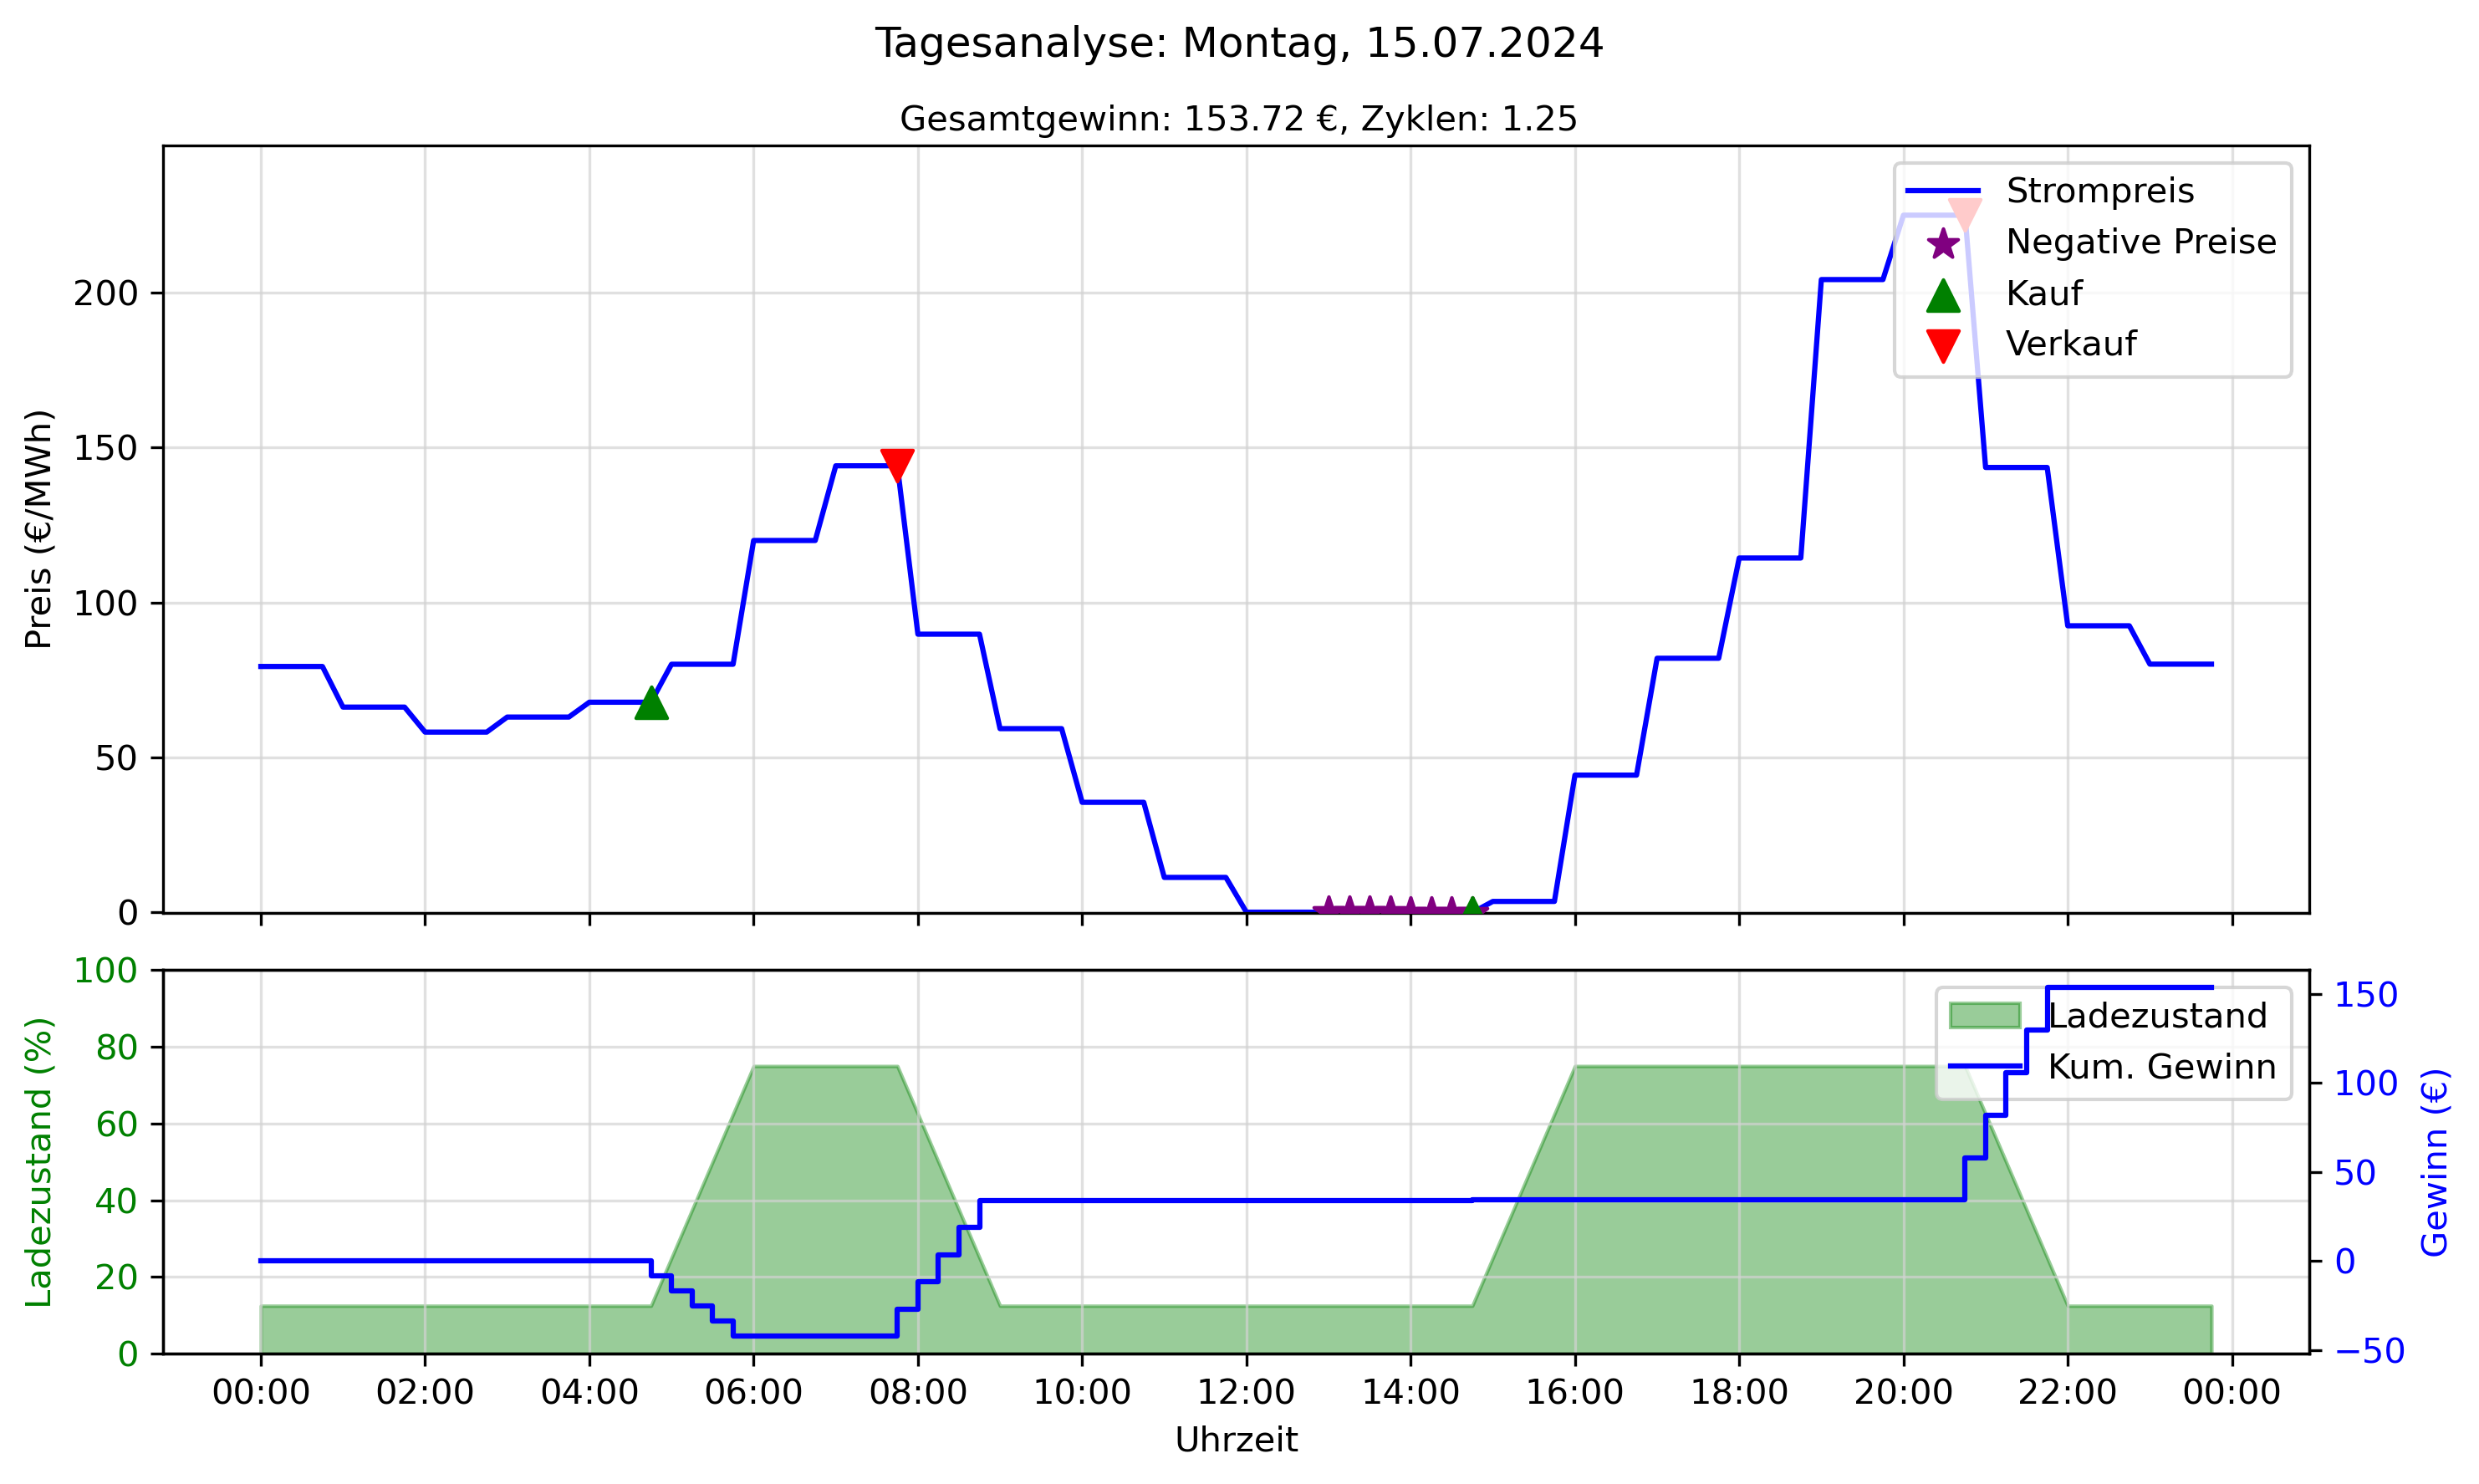 Tagesanalyse: Montag, 15.07.2024
Gesamtgewinn: 153.72 €, Zyklen: 1.25
Preis (€/MWh)
200
150
100
50
0
Strompreis
Negative Preise
Kauf
Verkauf
Ladezustand (%)
100
80
60
40
20
0
Ladezustand
Kum. Gewinn
150
100
50
0
−50
Gewinn (€)
00:00 02:00 04:00 06:00 08:00 10:00 12:00 14:00 16:00 18:00 20:00 22:00 00:00
Uhrzeit